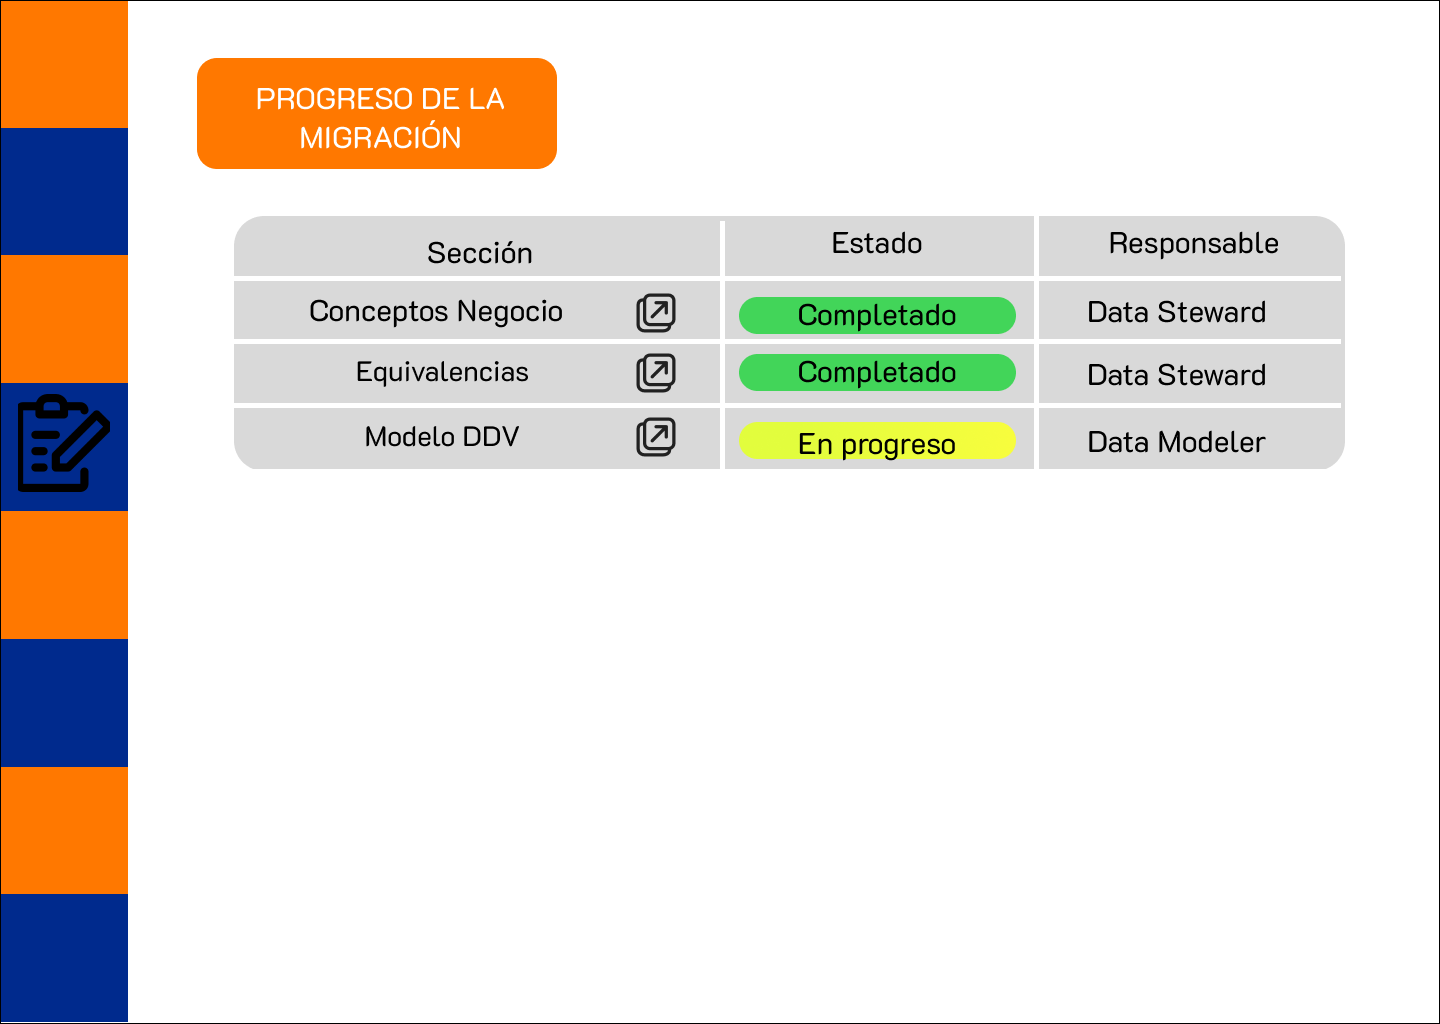 PROGRESO DE LA
MIGRACIÓN
Sección Estado Responsable
Conceptos Negocio Completado Data Steward
Equivalencias Completado Data Steward
Modelo DDV En progreso Data Modeler